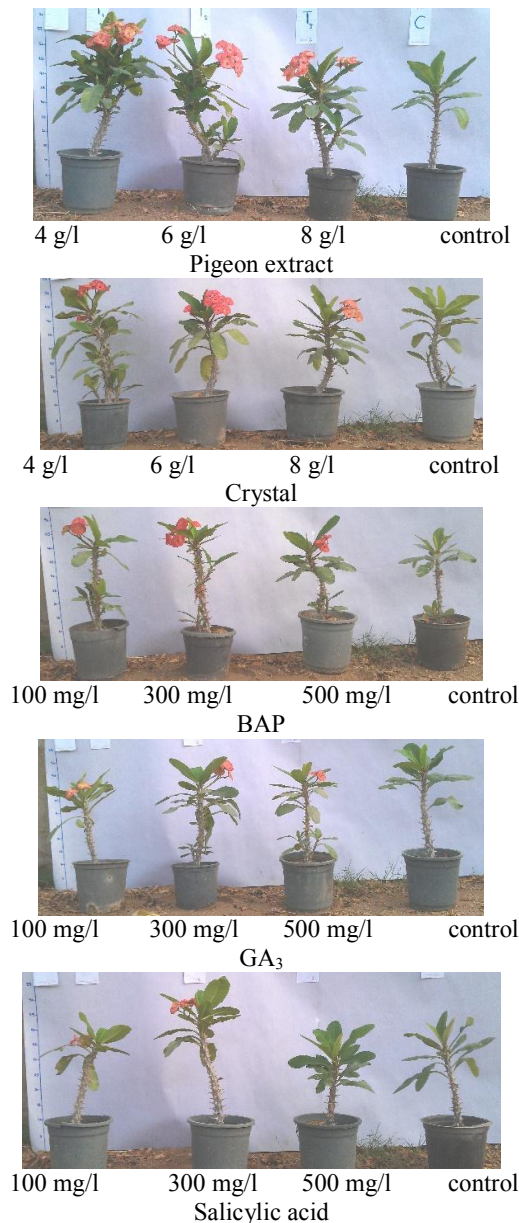 T₃ C
4 g/l 6 g/l 8 g/l control
Pigeon extract
4 g/l 6 g/l 8 g/l control
Crystal
100 mg/l 300 mg/l 500 mg/l control
BAP
100 mg/l 300 mg/l 500 mg/l control
GA₃
100 mg/l 300 mg/l 500 mg/l control
Salicylic acid